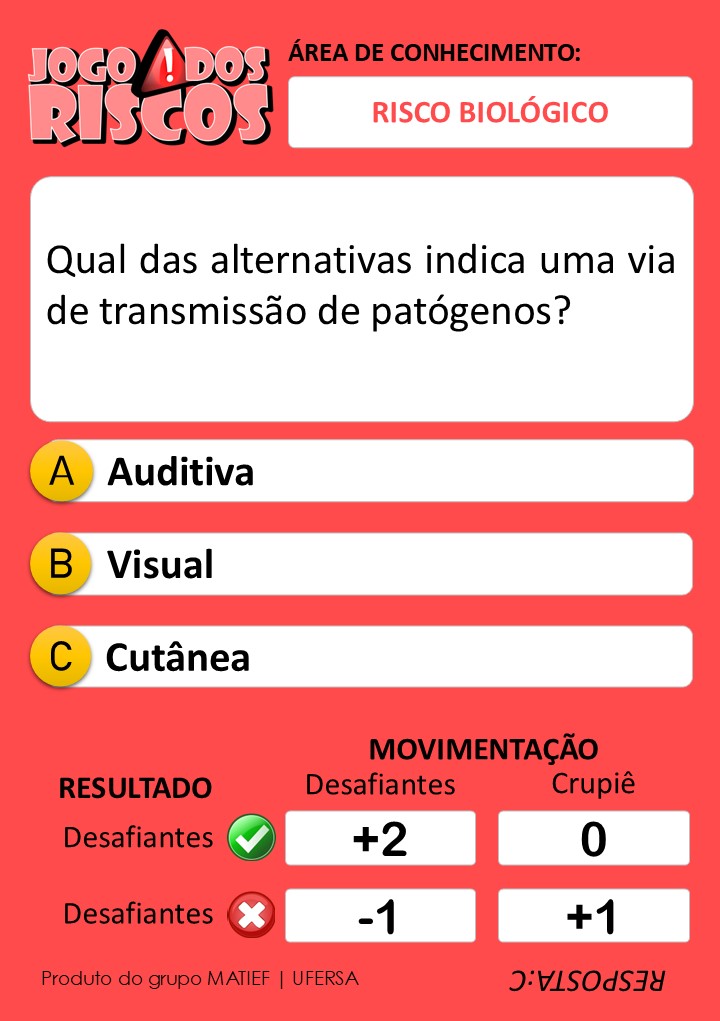 JOGO DOS
RISCOS
ÁREA DE CONHECIMENTO:
RISCO BIOLÓGICO
Qual das alternativas indica uma via
de transmissão de patógenos?
A Auditiva
B Visual
C Cutânea
MOVIMENTAÇÃO
RESULTADO Desafiantes Crupiê
Desafiantes +2 0
Desafiantes -1 +1
Produto do grupo MATIEF | UFERSA
RESPOSTA:C